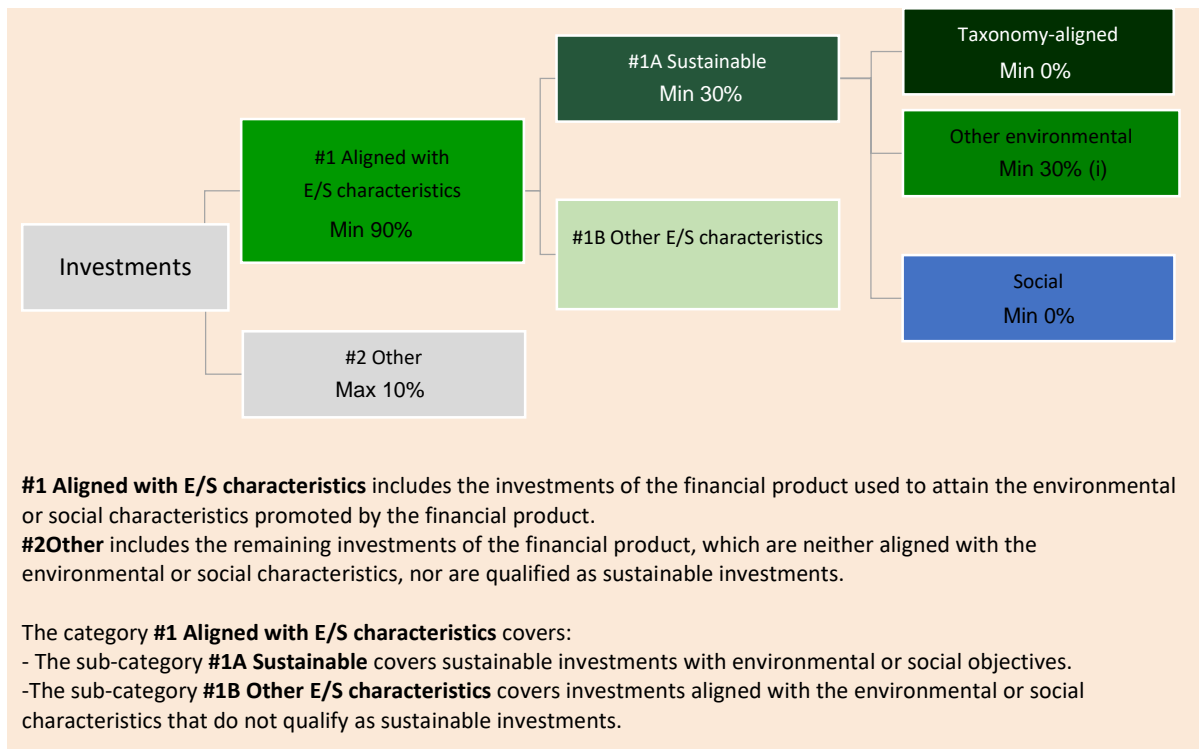 Investments
#1 Aligned with
E/S characteristics
Min 90%
#2 Other
Max 10%
#1A Sustainable
Min 30%
#1B Other E/S characteristics
Taxonomy-aligned
Min 0%
Other environmental
Min 30% (i)
Social
Min 0%
#1 Aligned with E/S characteristics includes the investments of the financial product used to attain the environmental
or social characteristics promoted by the financial product.
#2Other includes the remaining investments of the financial product, which are neither aligned with the
environmental or social characteristics, nor are qualified as sustainable investments.
The category #1 Aligned with E/S characteristics covers:
- The sub-category #1A Sustainable covers sustainable investments with environmental or social objectives.
-The sub-category #1B Other E/S characteristics covers investments aligned with the environmental or social
characteristics that do not qualify as sustainable investments.